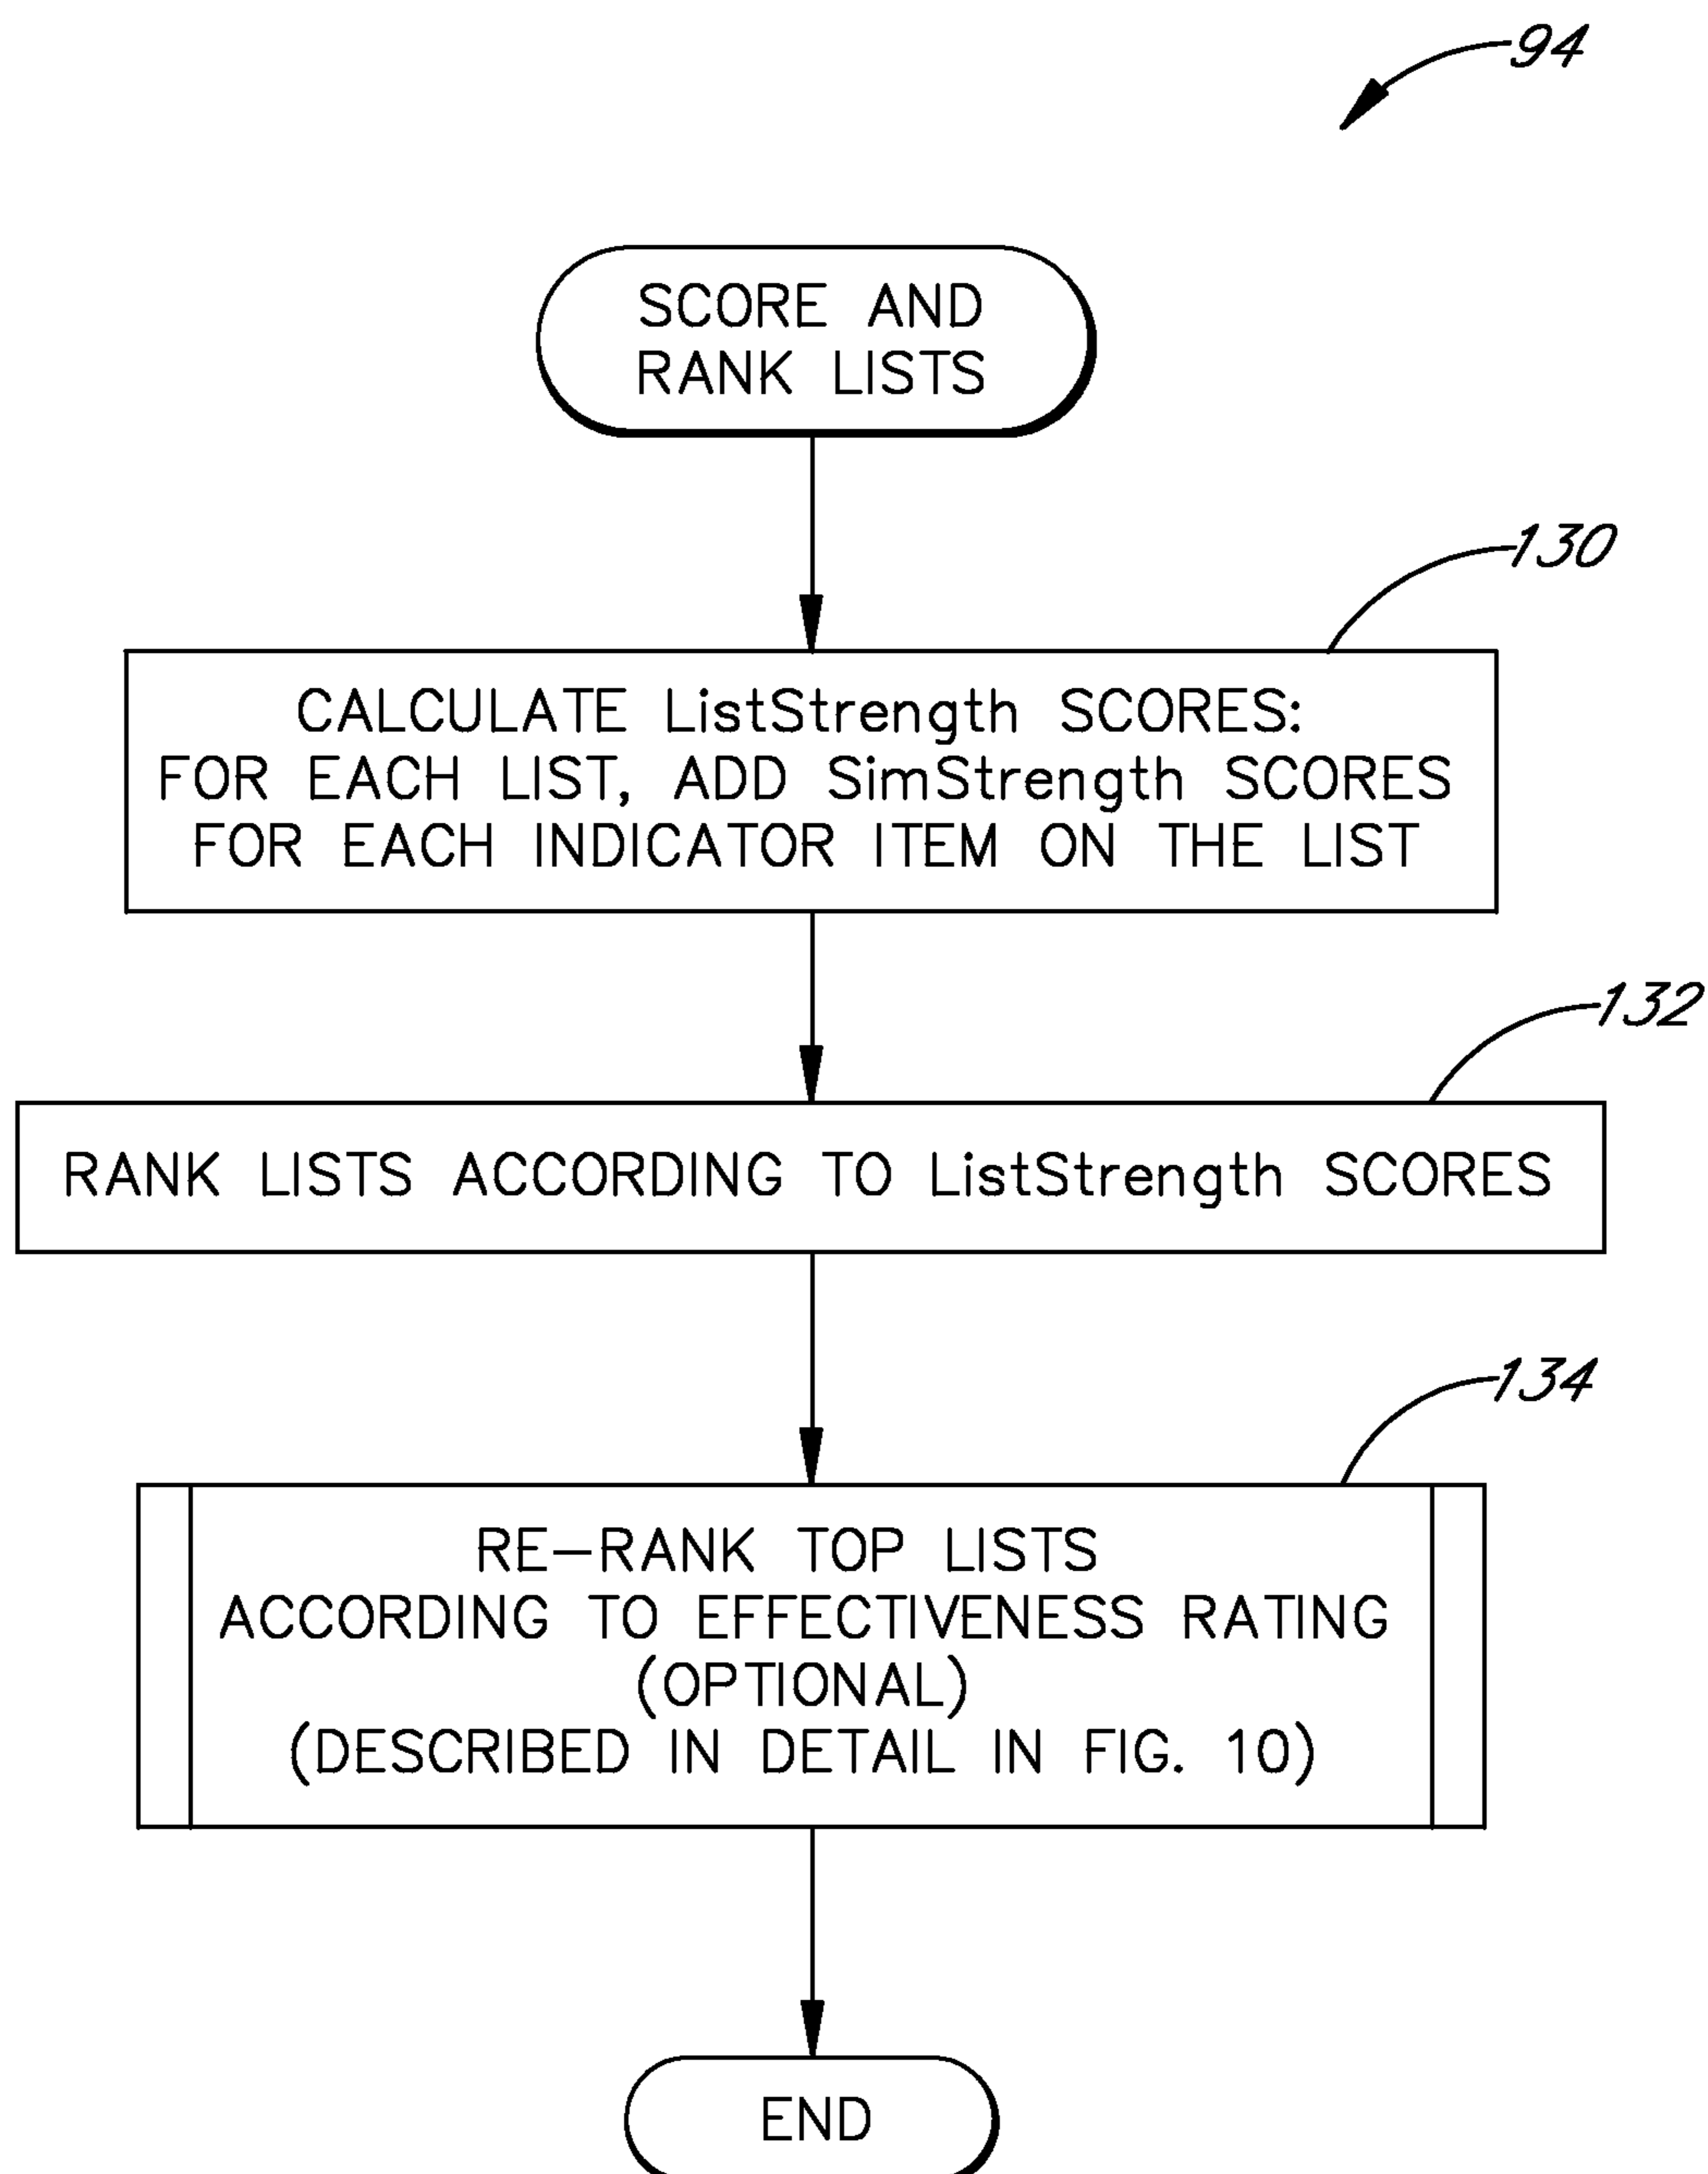 94
SCORE AND
RANK LISTS
130
CALCULATE ListStrength SCORES:
FOR EACH LIST, ADD SimStrength SCORES
FOR EACH INDICATOR ITEM ON THE LIST
132
RANK LISTS ACCORDING TO ListStrength SCORES
134
RE-RANK TOP LISTS
ACCORDING TO EFFECTIVENESS RATING
(OPTIONAL)
(DESCRIBED IN DETAIL IN FIG. 10)
END